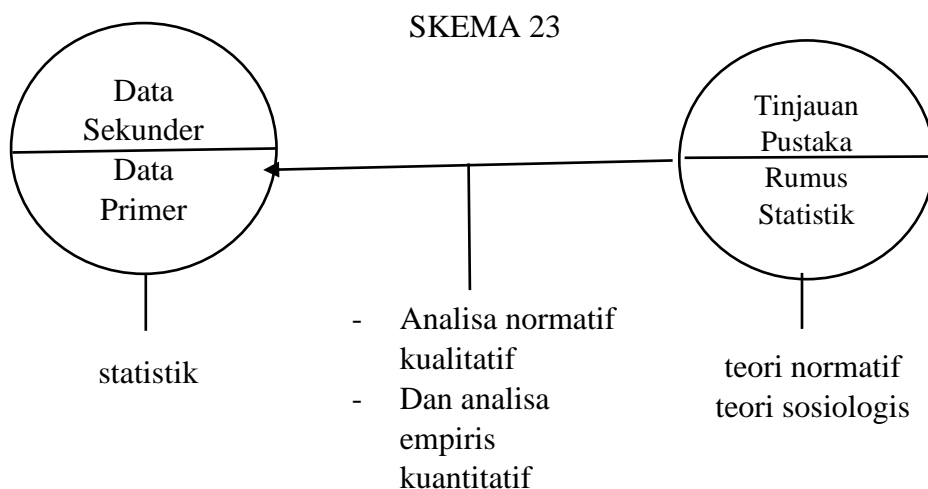 SKEMA 23
Data
Sekunder
Data
Primer
Tinjauan
Pustaka
Rumus
Statistik
statistik
- Analisa normatif
kualitatif
- Dan analisa
empiris
kuantitatif
teori normatif
teori sosiologis